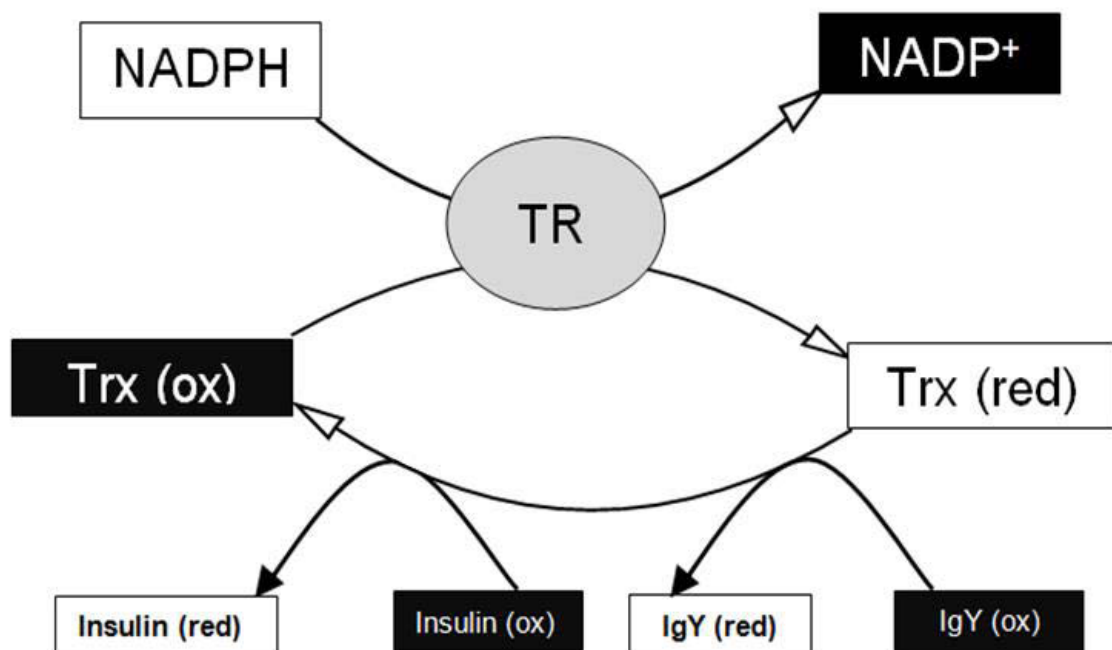 NADPH
NADP⁺
TR
Trx (ox)
Trx (red)
Insulin (red)
Insulin (ox)
IgY (red)
IgY (ox)